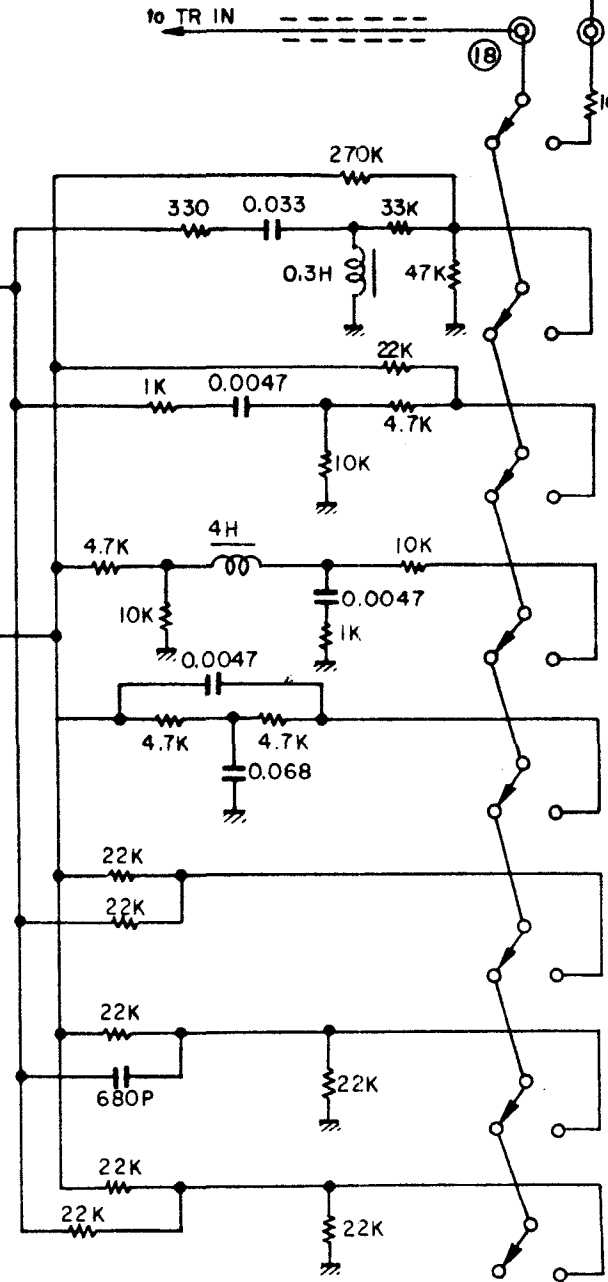 to TR IN
18
270K
330 0.033 33K
0.3H 47K
22K
1K 0.0047
4.7K
10K
4H
4.7K 10K
0.0047
10K
1K
0.0047
4.7K 4.7K
0.068
22K
22K
22K
680P 22K
22K
22K 22K